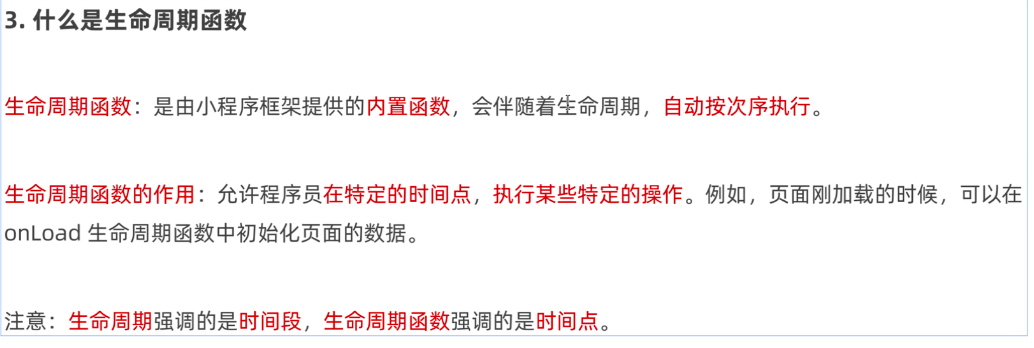 3. 什么是生命周期函数
生命周期函数：是由小程序框架提供的内置函数，会伴随着生命周期，自动按次序执行。
生命周期函数的作用：允许程序员在特定的时间点，执行某些特定的操作。例如，页面刚加载的时候，可以在
onLoad 生命周期函数中初始化页面的数据。
注意：生命周期强调的是时间段，生命周期函数强调的是时间点。